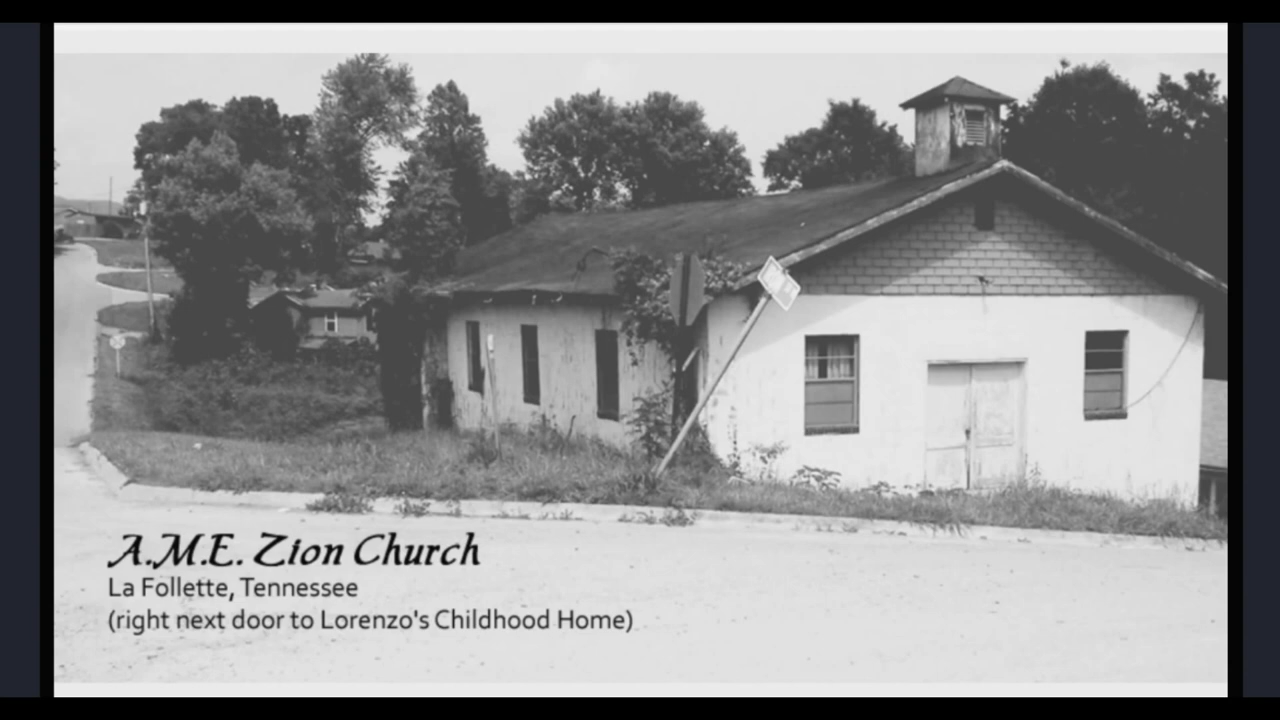 A.M.E. Zion Church
La Follette, Tennessee
(right next door to Lorenzo's Childhood Home)